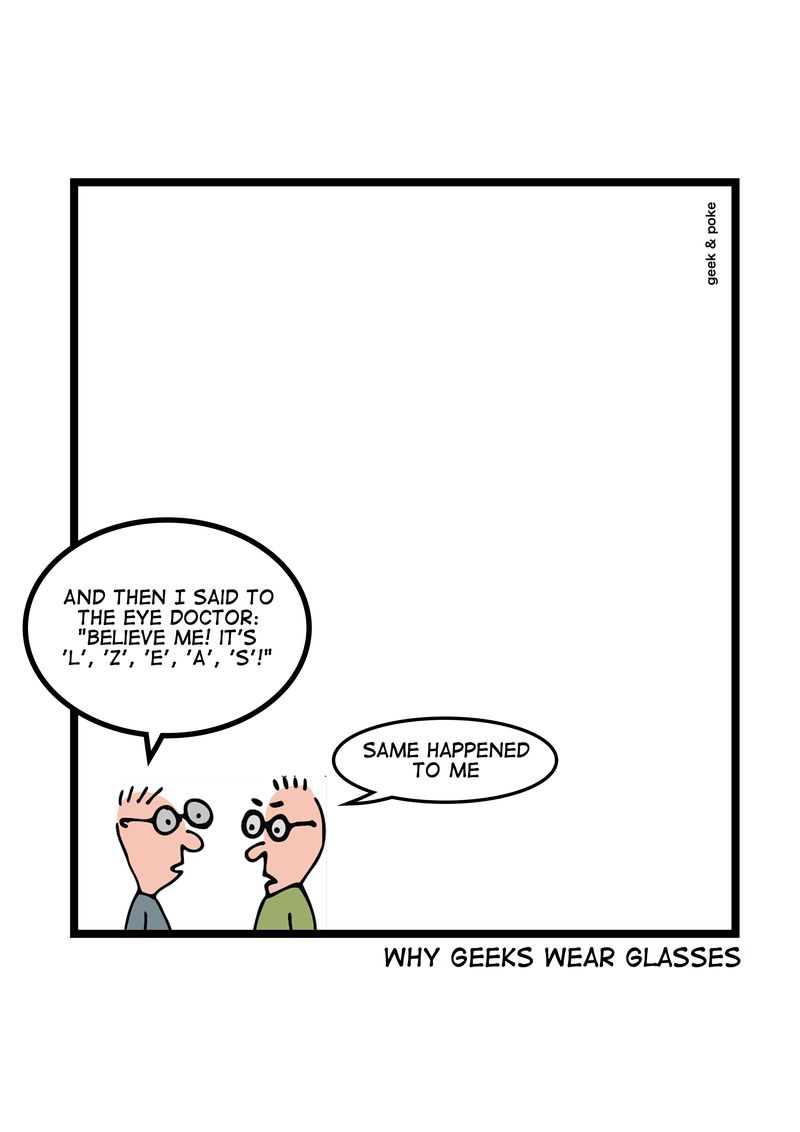 geek & poke
AND THEN I SAID TO
THE EYE DOCTOR:
"BELIEVE ME! IT'S
'L', 'Z', 'E', 'A', 'S'!"
SAME HAPPENED
TO ME
WHY GEEKS WEAR GLASSES